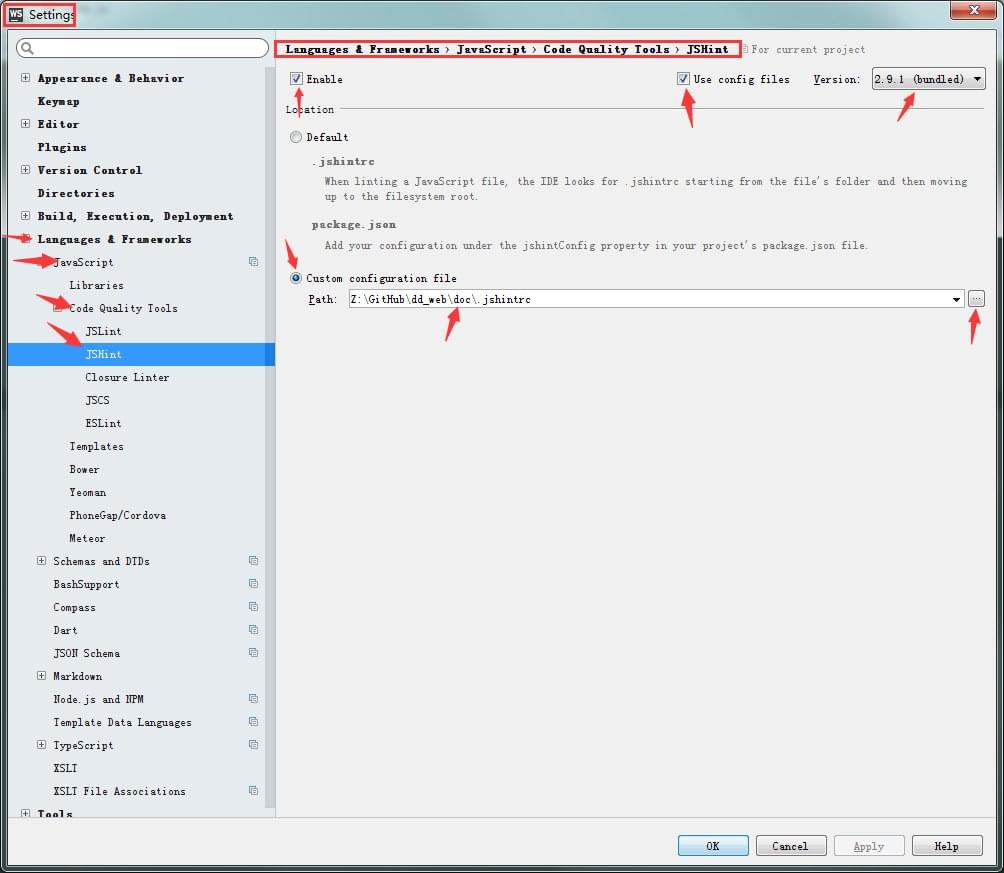 WS Settings
Languages & Frameworks › JavaScript › Code Quality Tools › JSHint
For current project
Enable
Use config files
Version:
2.9.1 (bundled)
Location
Default
.jshintrc
When linting a JavaScript file, the IDE looks for .jshintrc starting from the file's folder and then moving
up to the filesystem root.
package.json
Add your configuration under the jshintConfig property in your project's package.json file.
Custom configuration file
Path:
Z:\GitHub\dd_web\doc\.jshintrc
...
Appearance & Behavior
Keymap
Editor
Plugins
Version Control
Directories
Build, Execution, Deployment
Languages & Frameworks
JavaScript
Libraries
Code Quality Tools
JSLint
JSHint
Closure Linter
JSCS
ESLint
Templates
Bower
Yeoman
PhoneGap/Cordova
Meteor
Schemas and DTDs
BashSupport
Compass
Dart
JSON Schema
Markdown
Node.js and NPM
Template Data Languages
TypeScript
XSLT
XSLT File Associations
Tools
OK
Cancel
Apply
Help